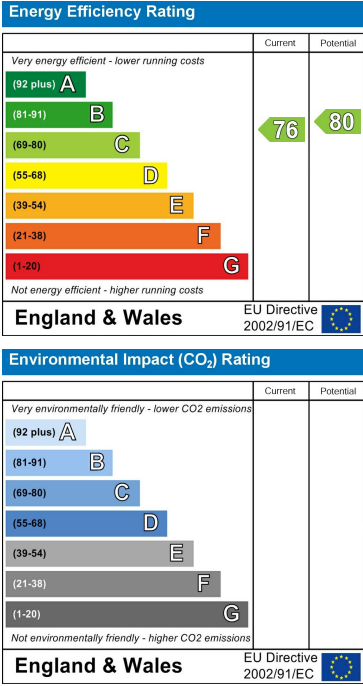 Energy Efficiency Rating
Current Potential
Very energy efficient - lower running costs
(92 plus) A
(81-91) B
(69-80) C
(55-68) D
(39-54) E
(21-38) F
(1-20) G
76 80
Not energy efficient - higher running costs
England & Wales
EU Directive
2002/91/EC
Environmental Impact (CO₂) Rating
Current Potential
Very environmentally friendly - lower CO2 emissions
(92 plus) A
(81-91) B
(69-80) C
(55-68) D
(39-54) E
(21-38) F
(1-20) G
Not environmentally friendly - higher CO2 emissions
England & Wales
EU Directive
2002/91/EC